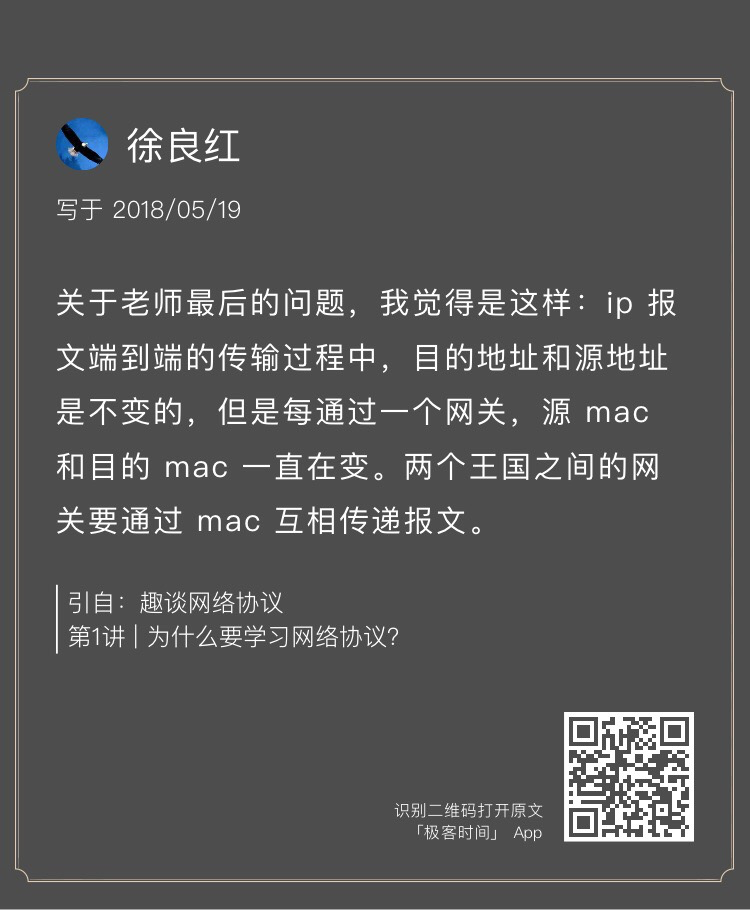 徐良红
写于 2018/05/19
关于老师最后的问题，我觉得是这样：ip 报
文端到端的传输过程中，目的地址和源地址
是不变的，但是每通过一个网关，源 mac
和目的 mac 一直在变。两个王国之间的网
关要通过 mac 互相传递报文。
引自：趣谈网络协议
第1讲 | 为什么要学习网络协议？
识别二维码打开原文
「极客时间」 App